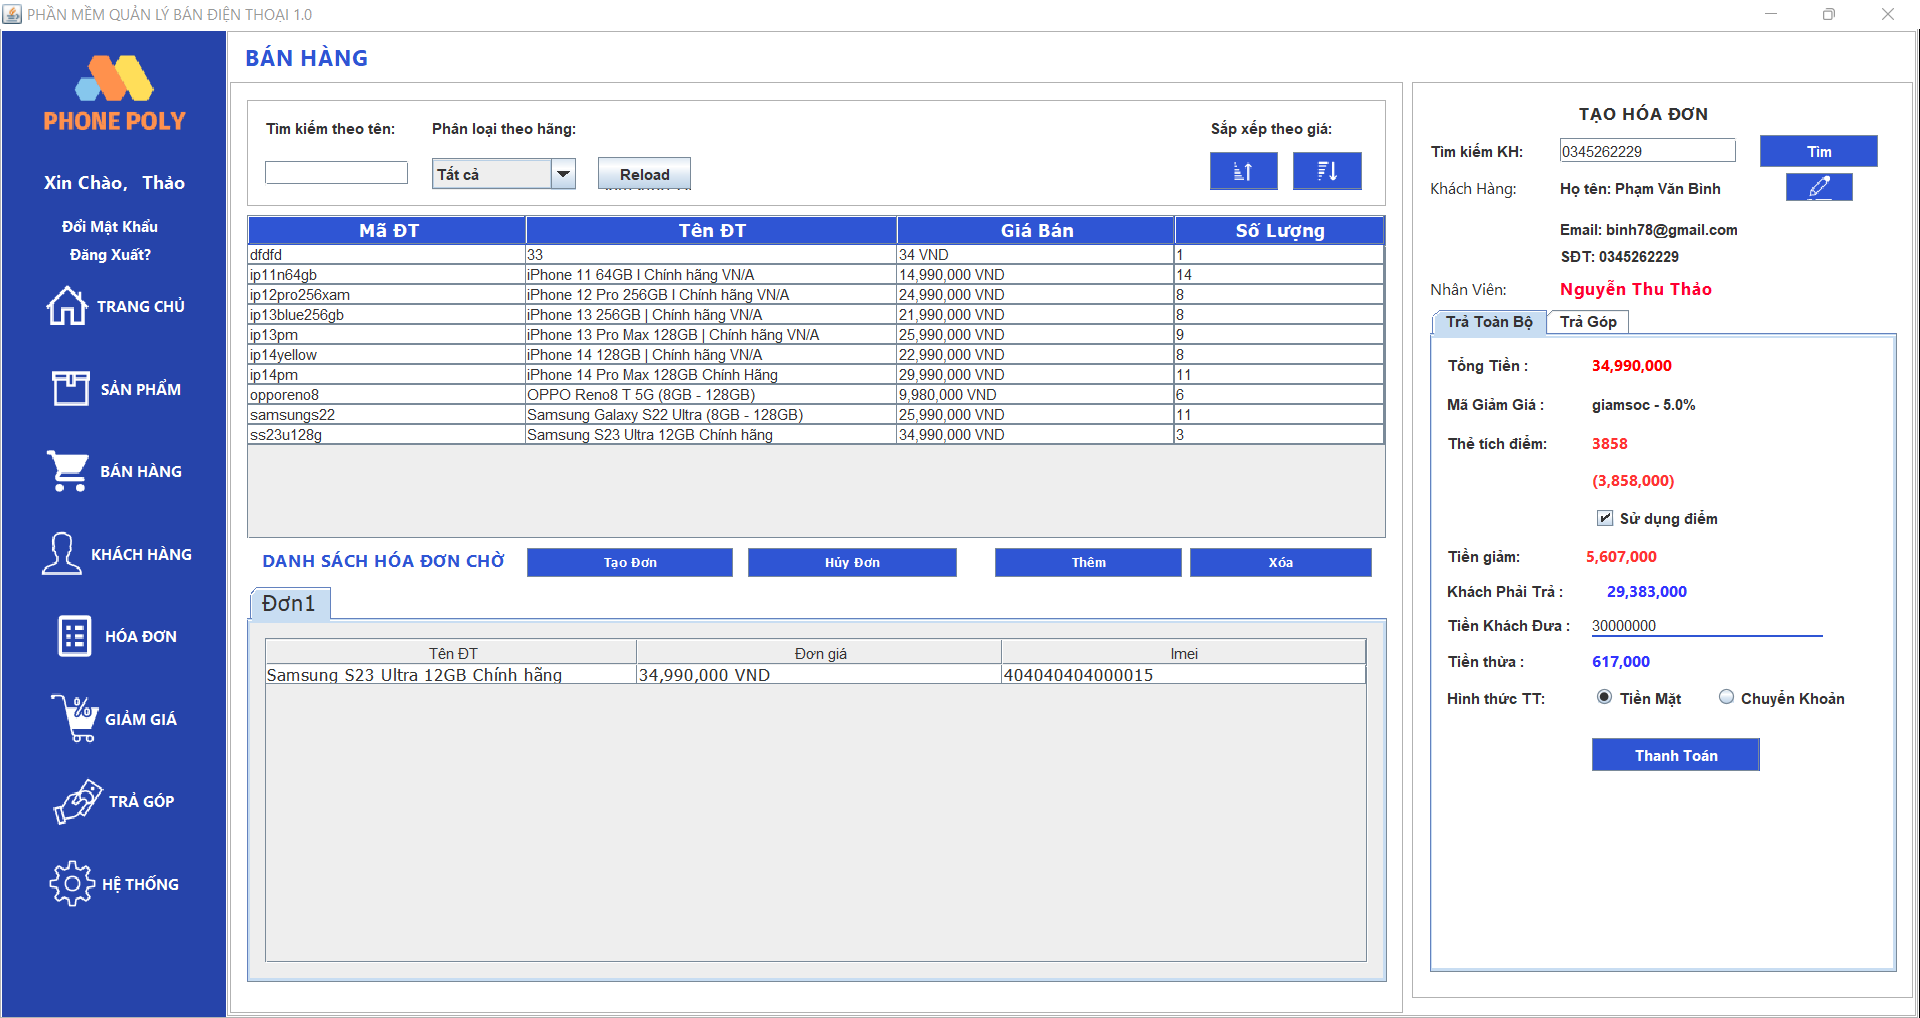 PHẦN MỀM QUẢN LÝ BÁN ĐIỆN THOẠI 1.0
PHONE POLY
Xin Chào, Thảo
Đổi Mật Khẩu
Đăng Xuất?
TRANG CHỦ
SẢN PHẨM
BÁN HÀNG
KHÁCH HÀNG
HÓA ĐƠN
GIẢM GIÁ
TRẢ GÓP
HỆ THỐNG
BÁN HÀNG
Tìm kiếm theo tên: Phân loại theo hãng: Sắp xếp theo giá:
Tất cả Reload
Mã ĐT Tên ĐT Giá Bán Số Lượng
dfdfd 33 34 VND 1
ip11n64gb iPhone 11 64GB I Chính hãng VN/A 14,990,000 VND 14
ip12pro256xam iPhone 12 Pro 256GB I Chính hãng VN/A 24,990,000 VND 8
ip13blue256gb iPhone 13 256GB | Chính hãng VN/A 21,990,000 VND 8
ip13pm iPhone 13 Pro Max 128GB | Chính hãng VN/A 25,990,000 VND 9
ip14yellow iPhone 14 128GB | Chính hãng VN/A 22,990,000 VND 8
ip14pm iPhone 14 Pro Max 128GB Chính Hãng 29,990,000 VND 11
opporeno8 OPPO Reno8 T 5G (8GB - 128GB) 9,980,000 VND 6
samsungs22 Samsung Galaxy S22 Ultra (8GB - 128GB) 25,990,000 VND 11
ss23u128g Samsung S23 Ultra 12GB Chính hãng 34,990,000 VND 3
DANH SÁCH HÓA ĐƠN CHỜ Tạo Đơn Hủy Đơn Thêm Xóa
Đơn1
Tên ĐT Đơn giá Imei
Samsung S23 Ultra 12GB Chính hãng 34,990,000 VND 404040404000015
TẠO HÓA ĐƠN
Tìm kiếm KH: 0345262229 Tìm
Khách Hàng: Họ tên: Phạm Văn Bình
Email: binh78@gmail.com
SĐT: 0345262229
Nhân Viên: Nguyễn Thu Thảo
Trả Toàn Bộ Trả Góp
Tổng Tiền : 34,990,000
Mã Giảm Giá : giamsoc - 5.0%
Thẻ tích điểm: 3858
(3,858,000)
Sử dụng điểm
Tiền giảm: 5,607,000
Khách Phải Trả : 29,383,000
Tiền Khách Đưa : 30000000
Tiền thừa : 617,000
Hình thức TT: Tiền Mặt Chuyển Khoản
Thanh Toán